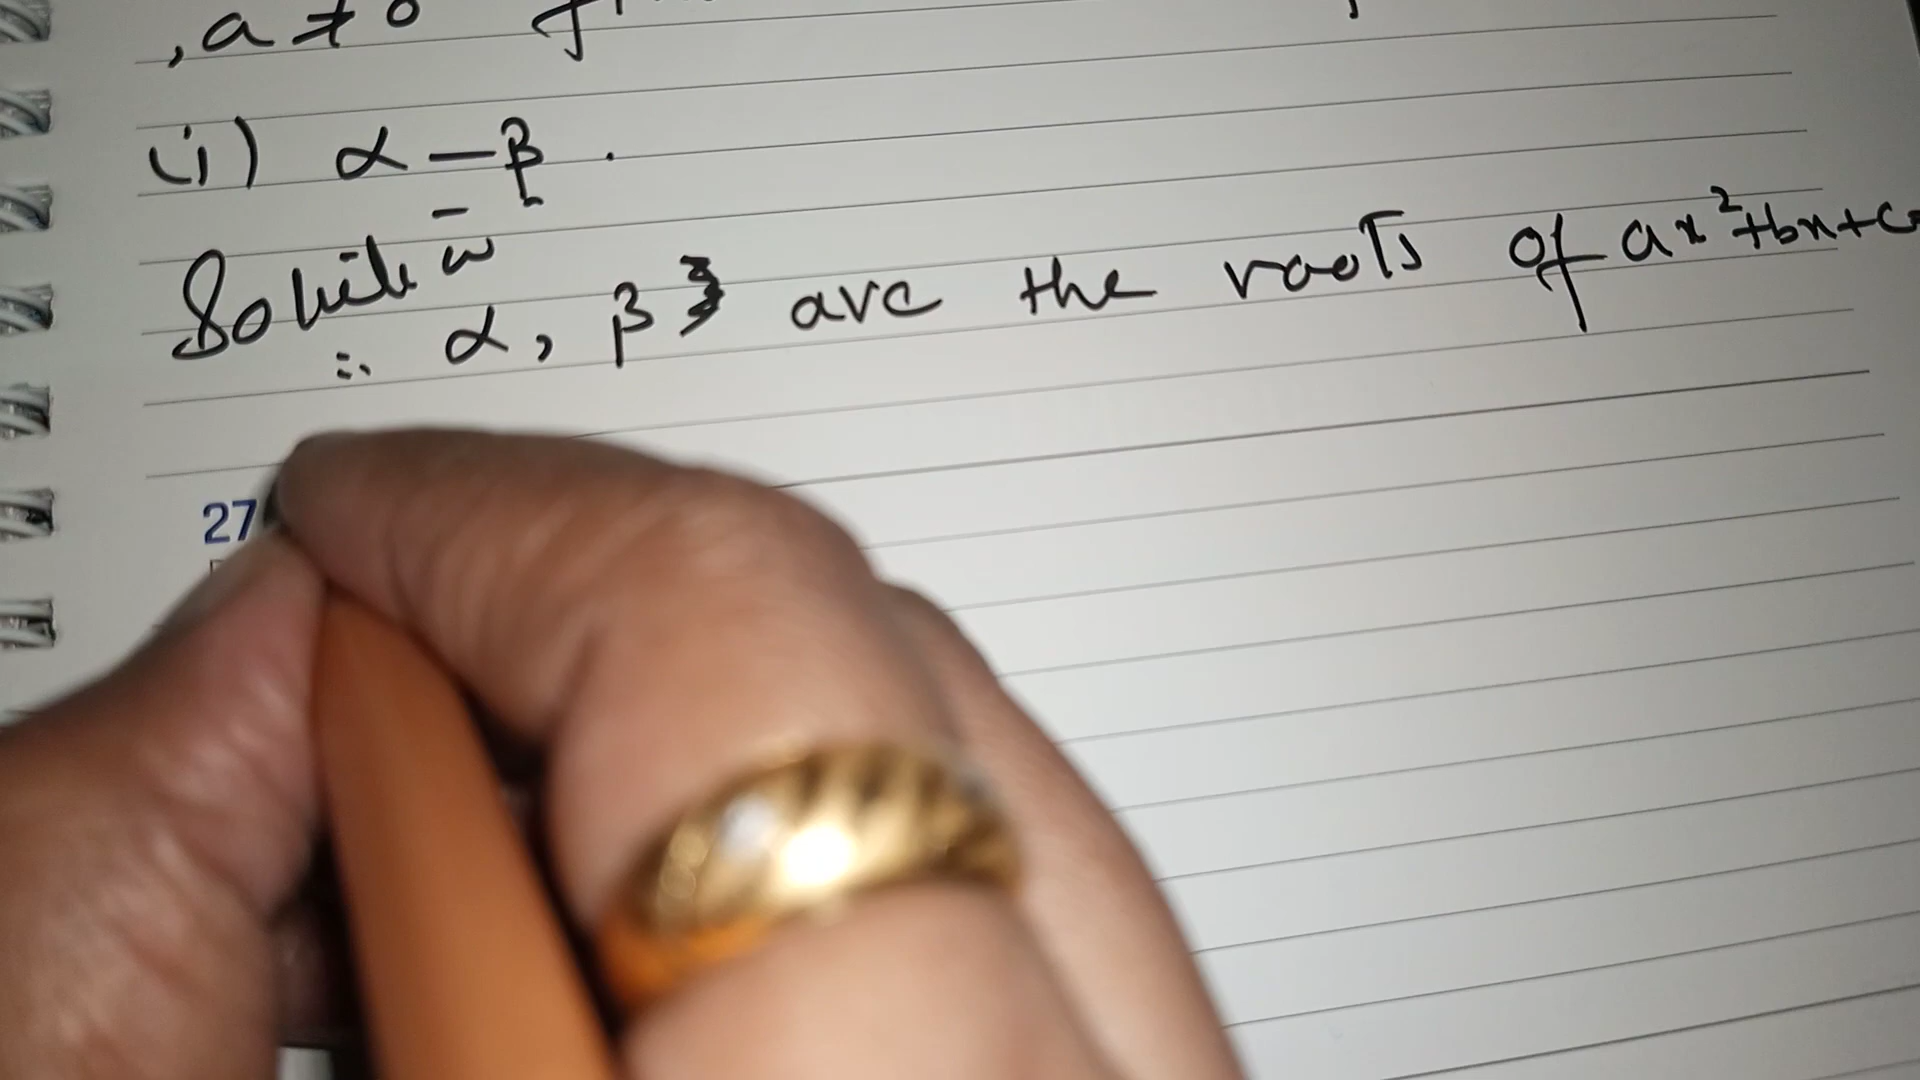 , a ≠ 0
(i) α - β .
Solution
∴ α, β are the roots of ax²+bx+c
27